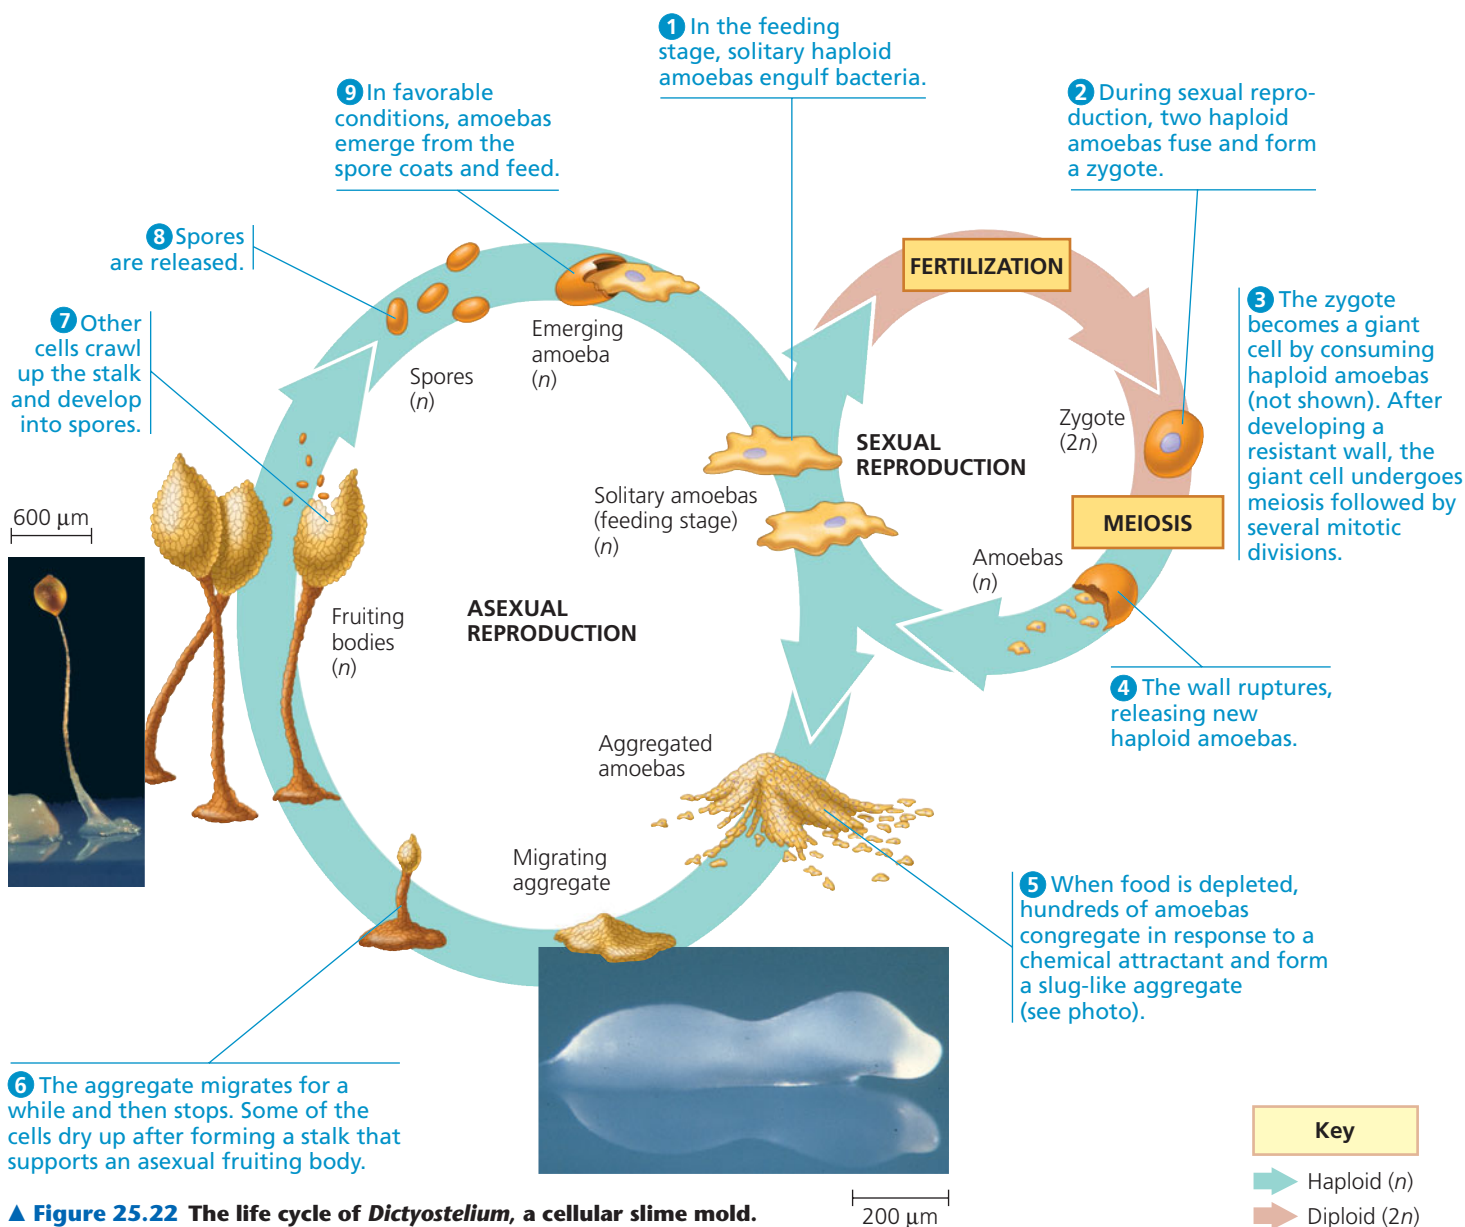 1 In the feeding
stage, solitary haploid
amoebas engulf bacteria.
9 In favorable
conditions, amoebas
emerge from the
spore coats and feed.
2 During sexual repro-
duction, two haploid
amoebas fuse and form
a zygote.
8 Spores
are released.
FERTILIZATION
3 The zygote
becomes a giant
cell by consuming
haploid amoebas
(not shown). After
developing a
resistant wall, the
giant cell undergoes
meiosis followed by
several mitotic
divisions.
7 Other
cells crawl
up the stalk
and develop
into spores.
Emerging
amoeba
(n)
Spores
(n)
Zygote
(2n)
SEXUAL
REPRODUCTION
Solitary amoebas
(feeding stage)
(n)
600 µm
MEIOSIS
Amoebas
(n)
ASEXUAL
REPRODUCTION
Fruiting
bodies
(n)
4 The wall ruptures,
releasing new
haploid amoebas.
Aggregated
amoebas
Migrating
aggregate
5 When food is depleted,
hundreds of amoebas
congregate in response to a
chemical attractant and form
a slug-like aggregate
(see photo).
6 The aggregate migrates for a
while and then stops. Some of the
cells dry up after forming a stalk that
supports an asexual fruiting body.
Key
Haploid (n)
Diploid (2n)
200 µm
▲ Figure 25.22 The life cycle of Dictyostelium, a cellular slime mold.